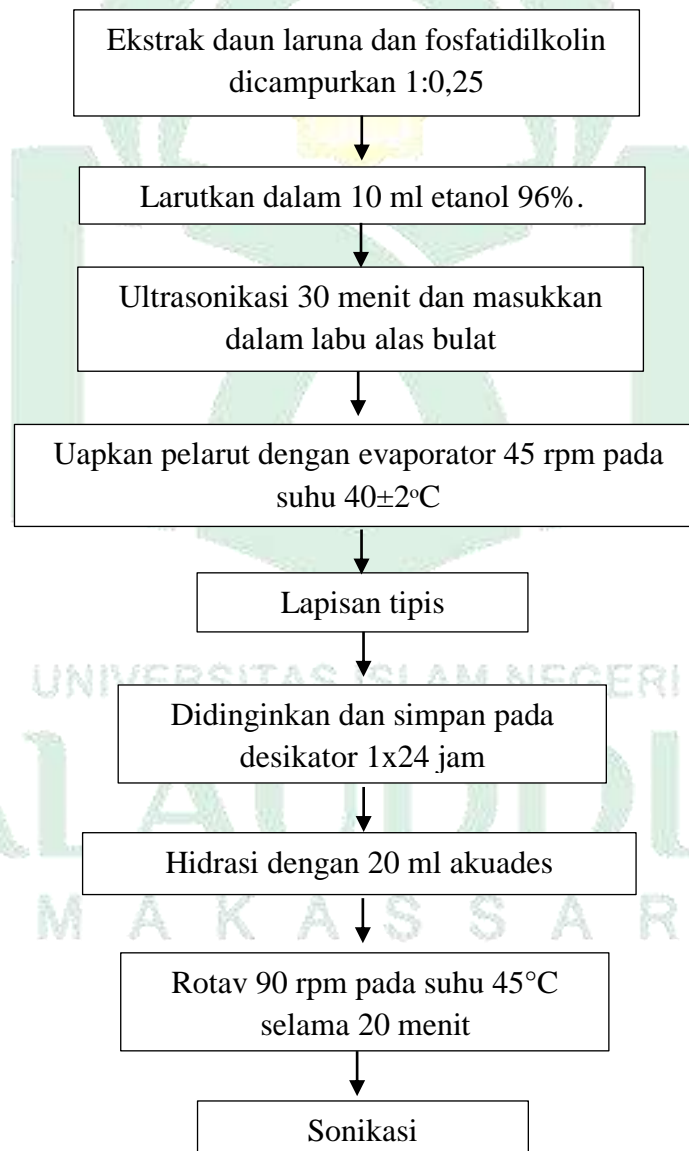 Ekstrak daun laruna dan fosfatidilkolin
dicampurkan 1:0,25
Larutkan dalam 10 ml etanol 96%.
Ultrasonikasi 30 menit dan masukkan
dalam labu alas bulat
Uapkan pelarut dengan evaporator 45 rpm pada
suhu 40±2°C
Lapisan tipis
UNIVERSITAS ISLAM NEGERI
Didinginkan dan simpan pada
desikator 1x24 jam
ALAUDDI
Hidrasi dengan 20 ml akuades
MAKASSAR
Rotav 90 rpm pada suhu 45°C
selama 20 menit
Sonikasi